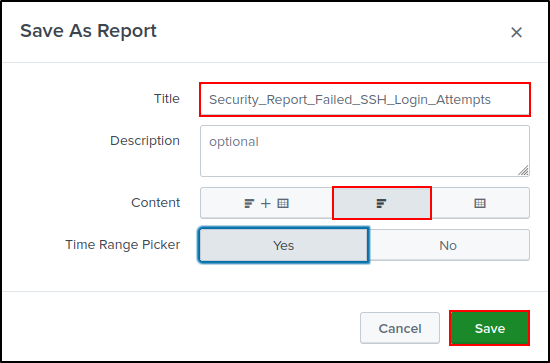 Save As Report
Title Security_Report_Failed_SSH_Login_Attempts
Description optional
Content +
Time Range Picker Yes No
Cancel Save